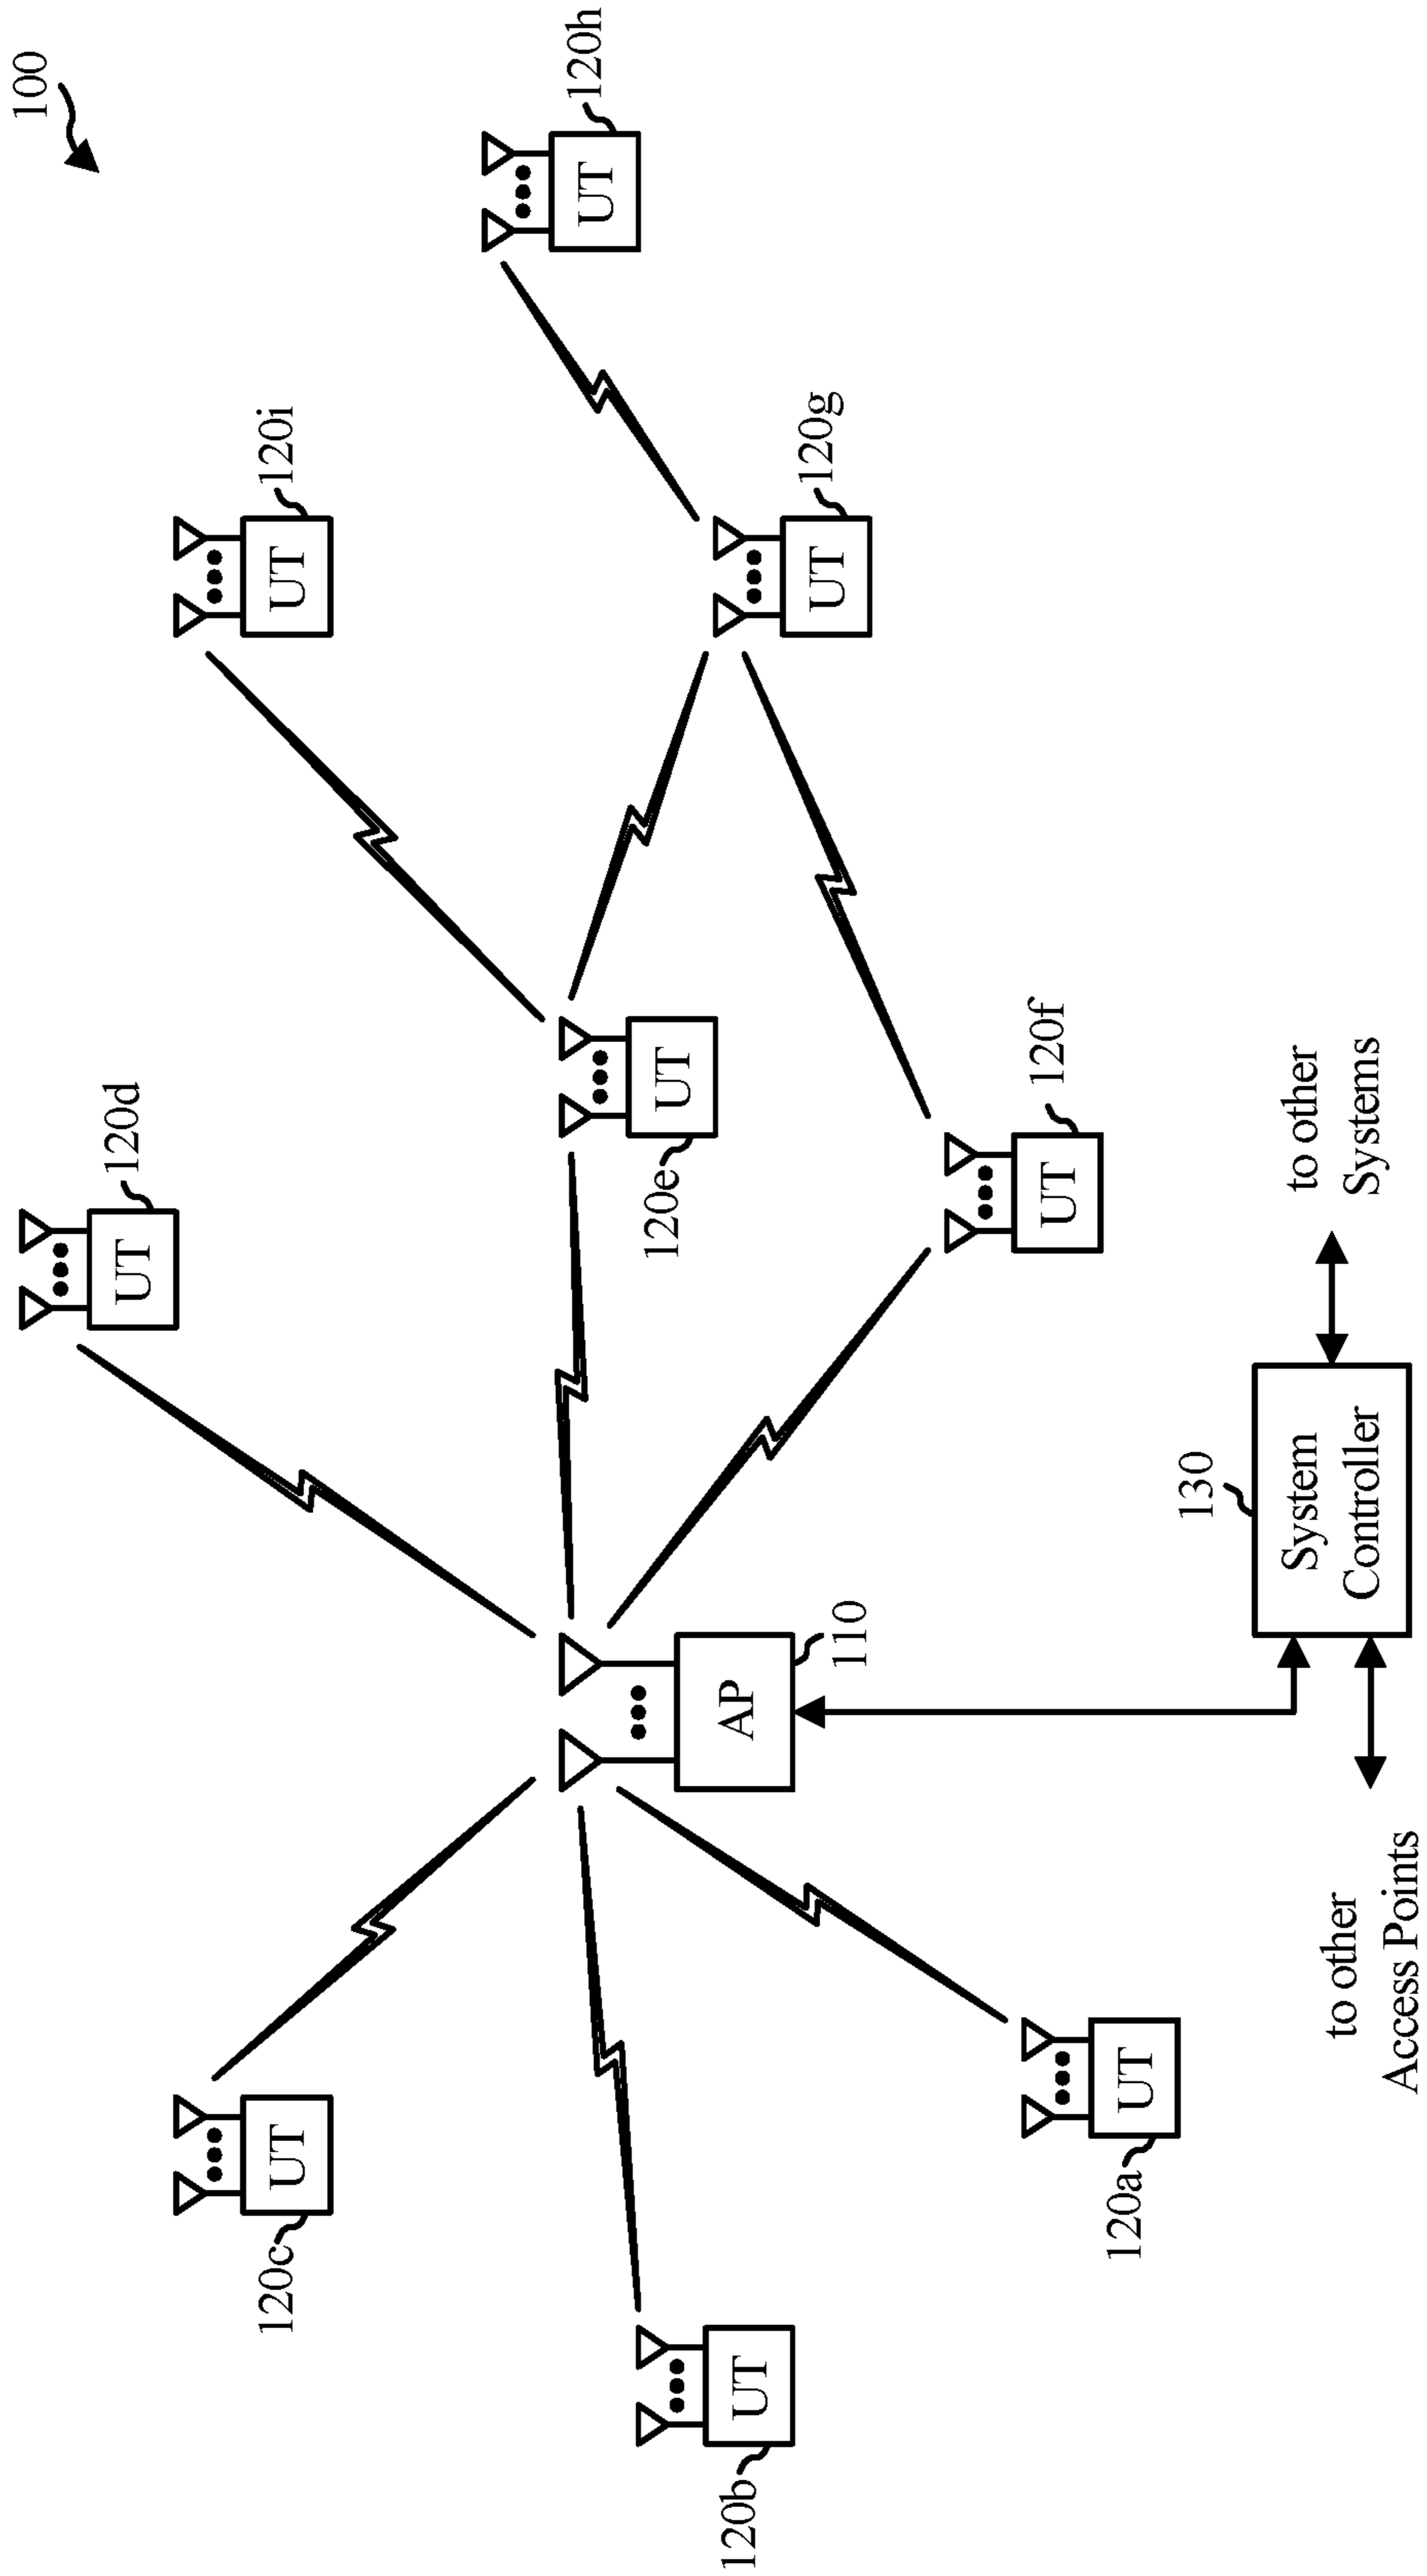 100
120d
UT
120i
UT
120c
UT
120h
UT
120e
UT
120b
UT
AP
110
120g
UT
120f
UT
120a
UT
130
System
Controller
to other
Systems
to other
Access Points